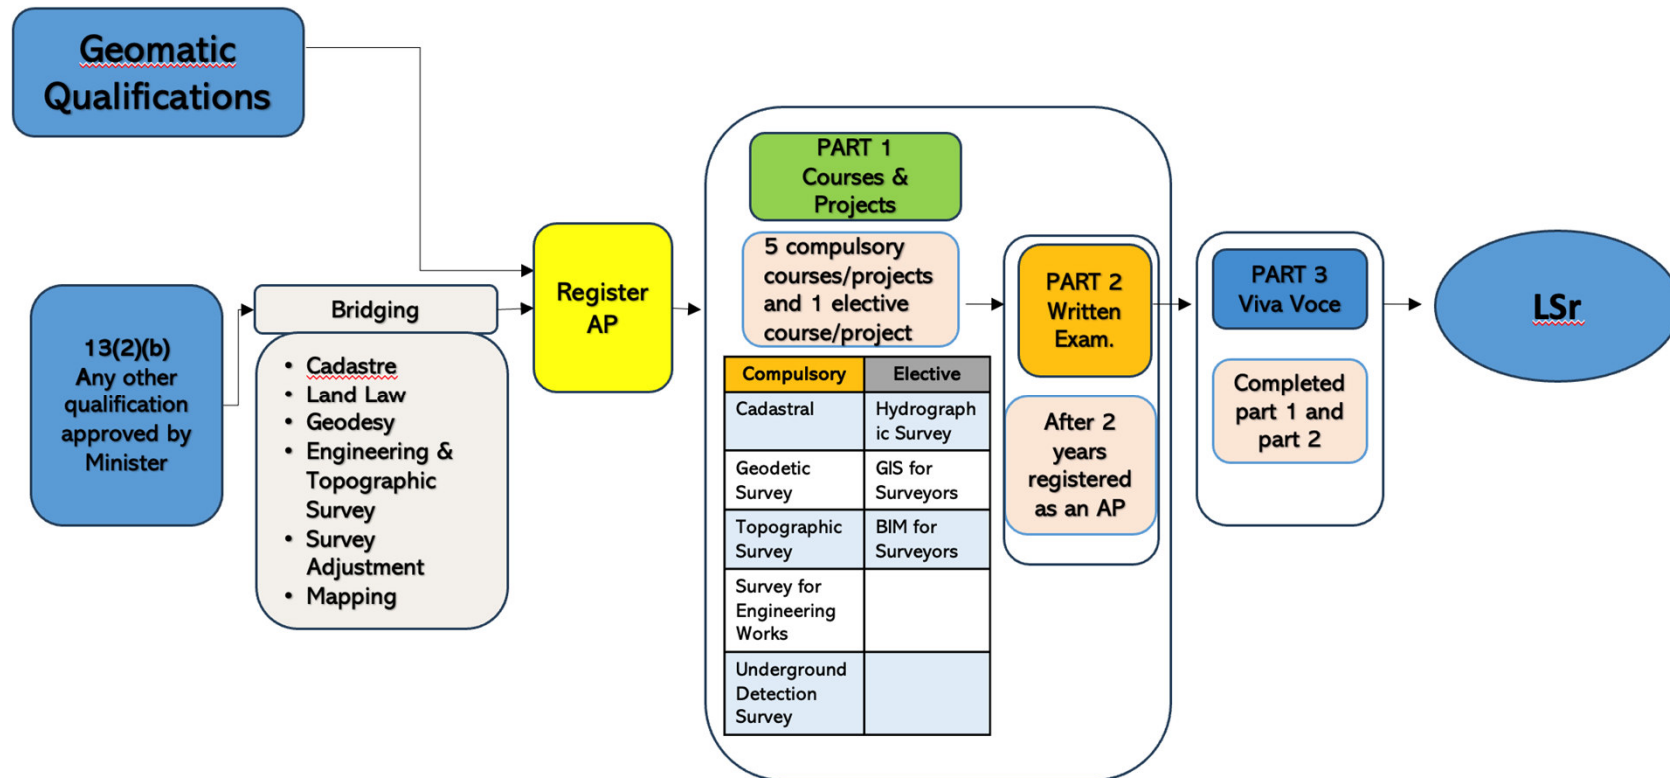 Geomatic
Qualifications
13(2)(b)
Any other
qualification
approved by
Minister
Bridging
• Cadastre
• Land Law
• Geodesy
• Engineering &
Topographic
Survey
• Survey
Adjustment
• Mapping
Register
AP
PART 1
Courses &
Projects
5 compulsory
courses/projects
and 1 elective
course/project
Compulsory Elective
Cadastral
Hydrograph
ic Survey
Geodetic
Survey
GIS for
Surveyors
Topographic
Survey
BIM for
Surveyors
Survey for
Engineering
Works
Underground
Detection
Survey
PART 2
Written
Exam.
After 2
years
registered
as an AP
PART 3
Viva Voce
Completed
part 1 and
part 2
LSr